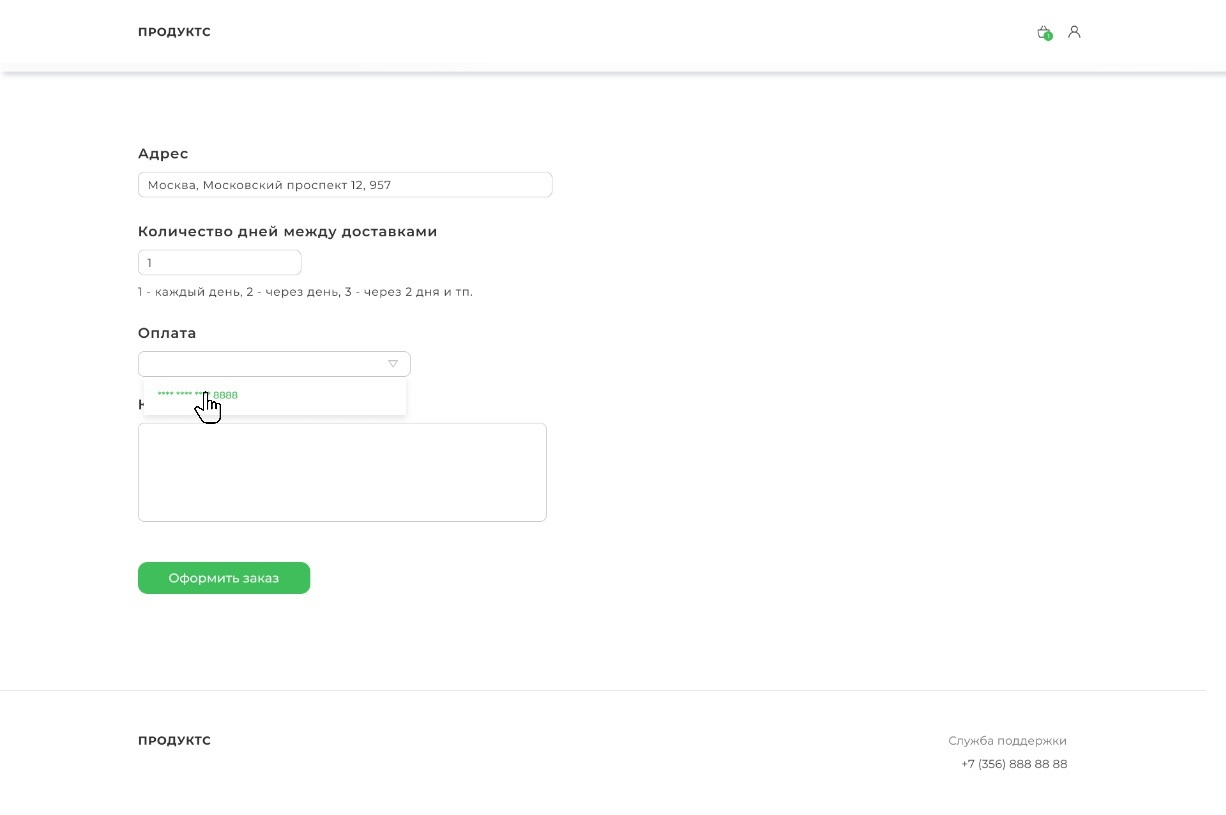 ПРОДУКТС
1
Адрес
Москва, Московский проспект 12, 957
Количество дней между доставками
1
1 - каждый день, 2 - через день, 3 - через 2 дня и тп.
Оплата
**** **** **** 8888
Оформить заказ
ПРОДУКТС
Служба поддержки
+7 (356) 888 88 88